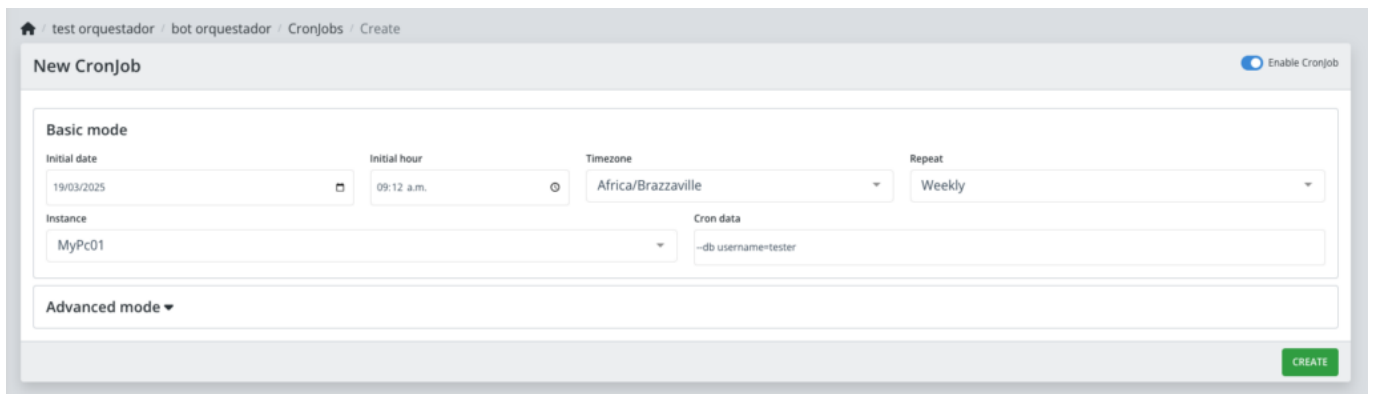 / test orquestador / bot orquestador / CronJobs / Create
New CronJob
Enable CronJob
Basic mode
Initial date Initial hour Timezone Repeat
19/03/2025 09:12 a.m. Africa/Brazzaville Weekly
Instance Cron data
MyPc01 --db username=tester
Advanced mode
CREATE